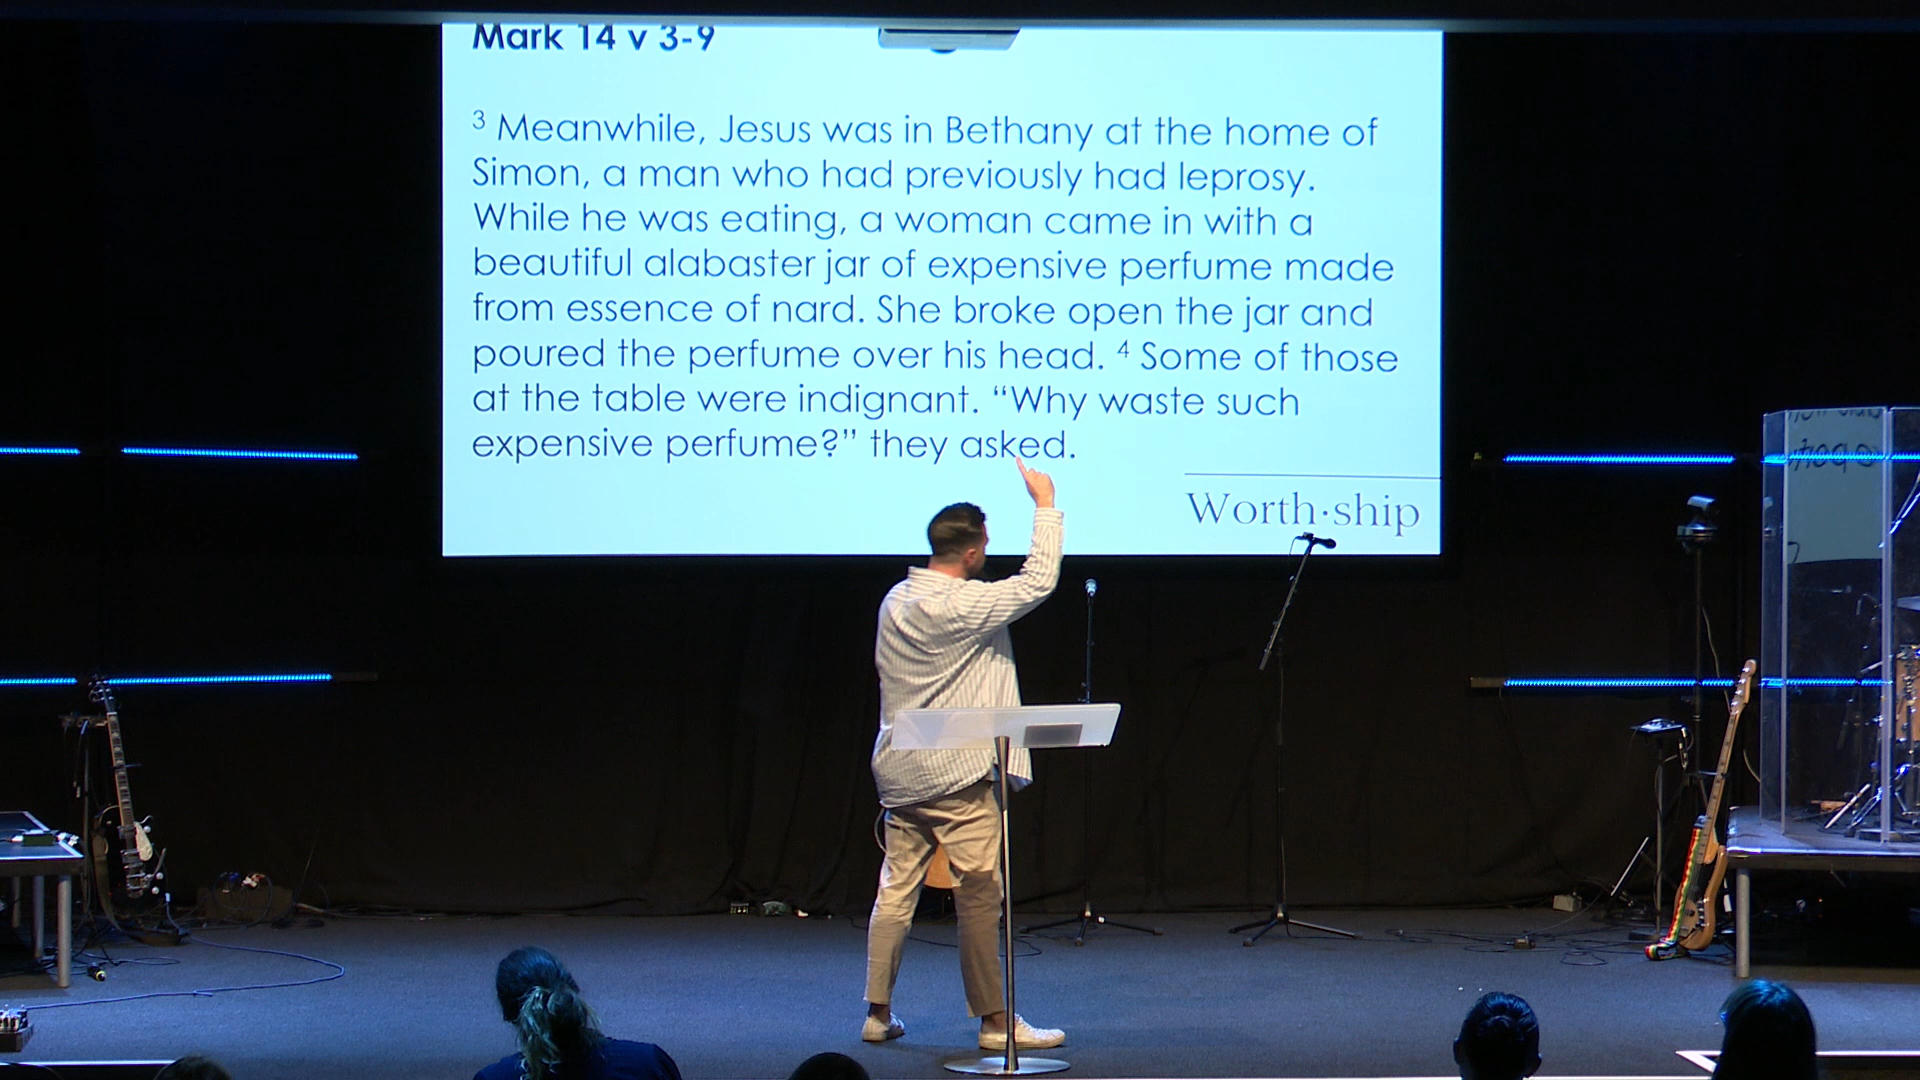 Mark 14 v 3-9
3 Meanwhile, Jesus was in Bethany at the home of
Simon, a man who had previously had leprosy.
While he was eating, a woman came in with a
beautiful alabaster jar of expensive perfume made
from essence of nard. She broke open the jar and
poured the perfume over his head. 4 Some of those
at the table were indignant. “Why waste such
expensive perfume?” they asked.
Worth·ship